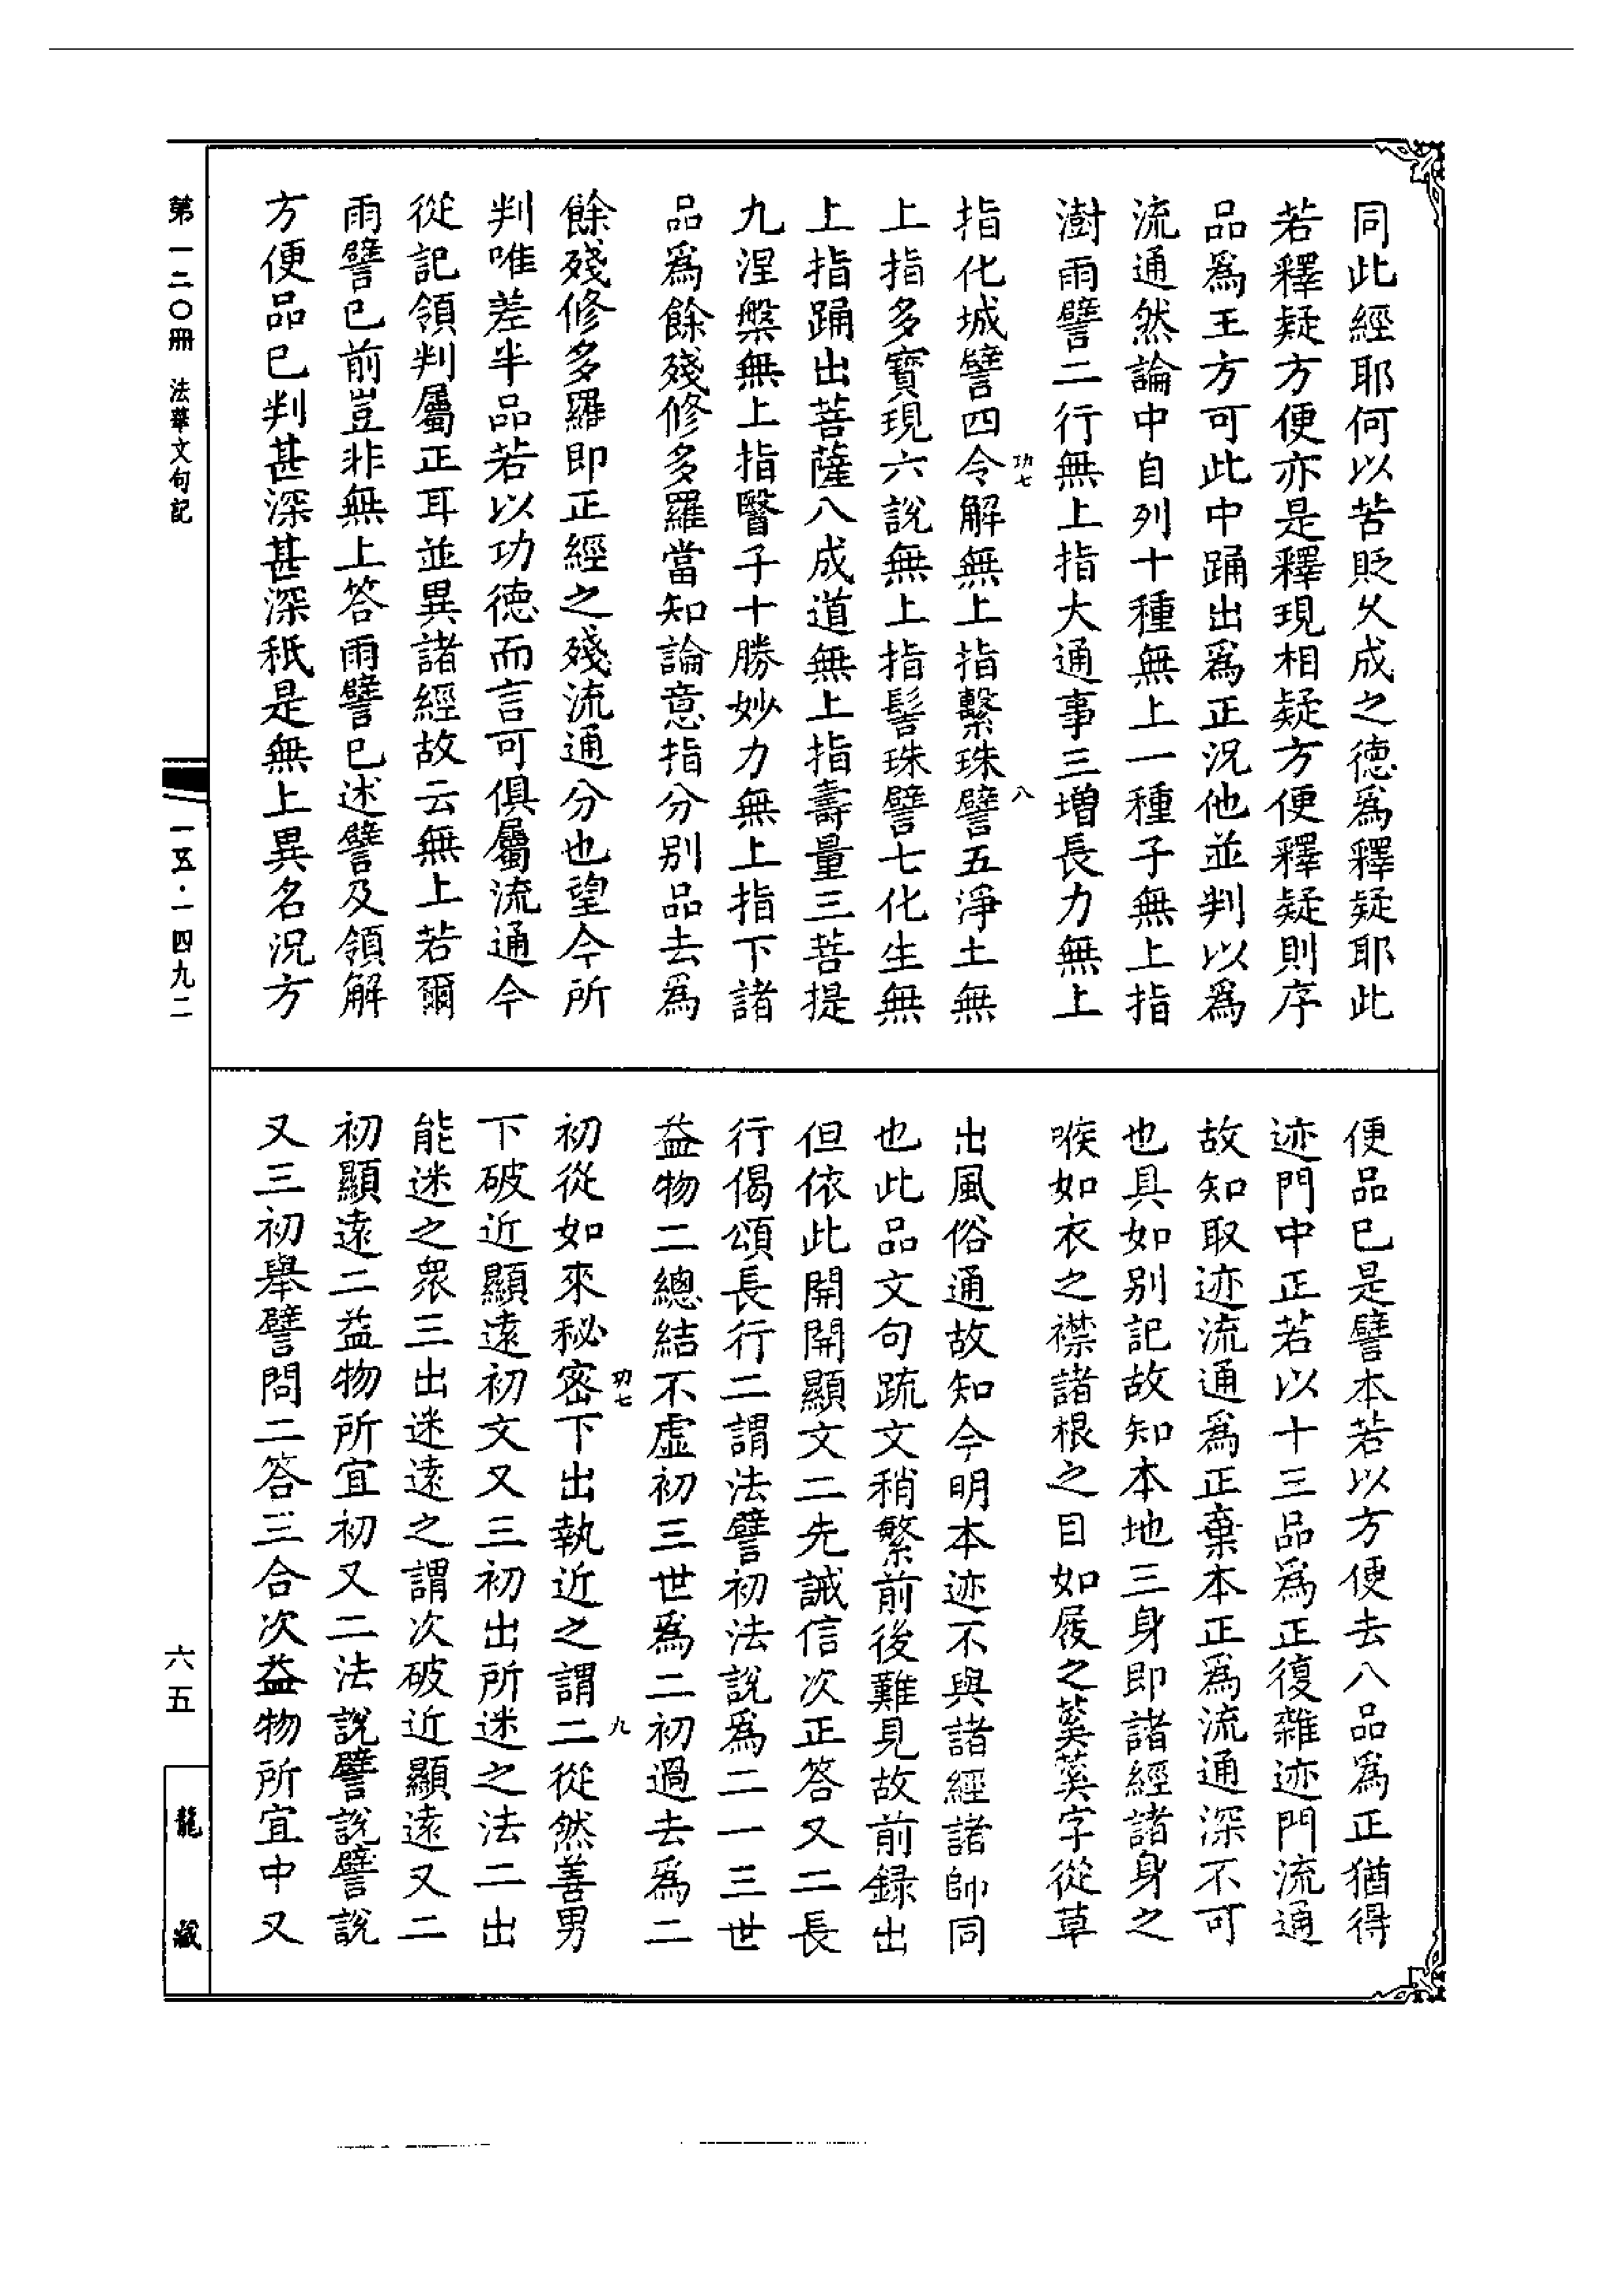 同此經耶何以苦貶久成之德爲釋疑耶此
若釋疑方便亦是釋現相疑方便釋疑則序
品爲王方可此中踊出爲正況他並判以爲
流通然論中自列十種無上一種子無上指
澍雨譬二行無上指大通事三增長力無上
功七 八
指化城譬四令解無上指繫珠譬五淨土無
上指多寶現六說無上指髻珠譬七化生無
上指踊出菩薩八成道無上指壽量三菩提
九涅槃無上指醫子十勝妙力無上指下諸
品爲餘殘修多羅當知論意指分別品去爲
餘殘修多羅即正經之殘流通分也望今所
判唯差半品若以功德而言可俱屬流通今
從記領判屬正耳並異諸經故云無上若爾
雨譬已前豈非無上答雨譬已述譬及領解
方便品已判甚深甚深秖是無上異名況方
便品已是譬本若以方便去八品爲正猶得
迹門中正若以十三品爲正復雜迹門流通
故知取迹流通爲正棄本正爲流通深不可
也具如別記故知本地三身即諸經諸身之
喉如衣之襟諸根之目如屐之䓴䓴字從草
出風俗通故知今明本迹不與諸經諸師同
也此品文句䟽文稍繁前後難見故前録出
但依此開開顯文二先誡信次正答又二長
行偈頌長行二謂法譬初法說爲二一三世
益物二總結不虛初三世爲二初過去爲二
功七 九
初從如來秘密下出執近之謂二從然善男
下破近顯遠初文又三初出所迷之法二出
能迷之衆三出迷遠之謂次破近顯遠又二
初顯遠二益物所宜初又二法說譬說譬說
又三初舉譬問二答三合次益物所宜中又
第一二〇冊 法華文句記
一五·一四九二
六五
龍藏